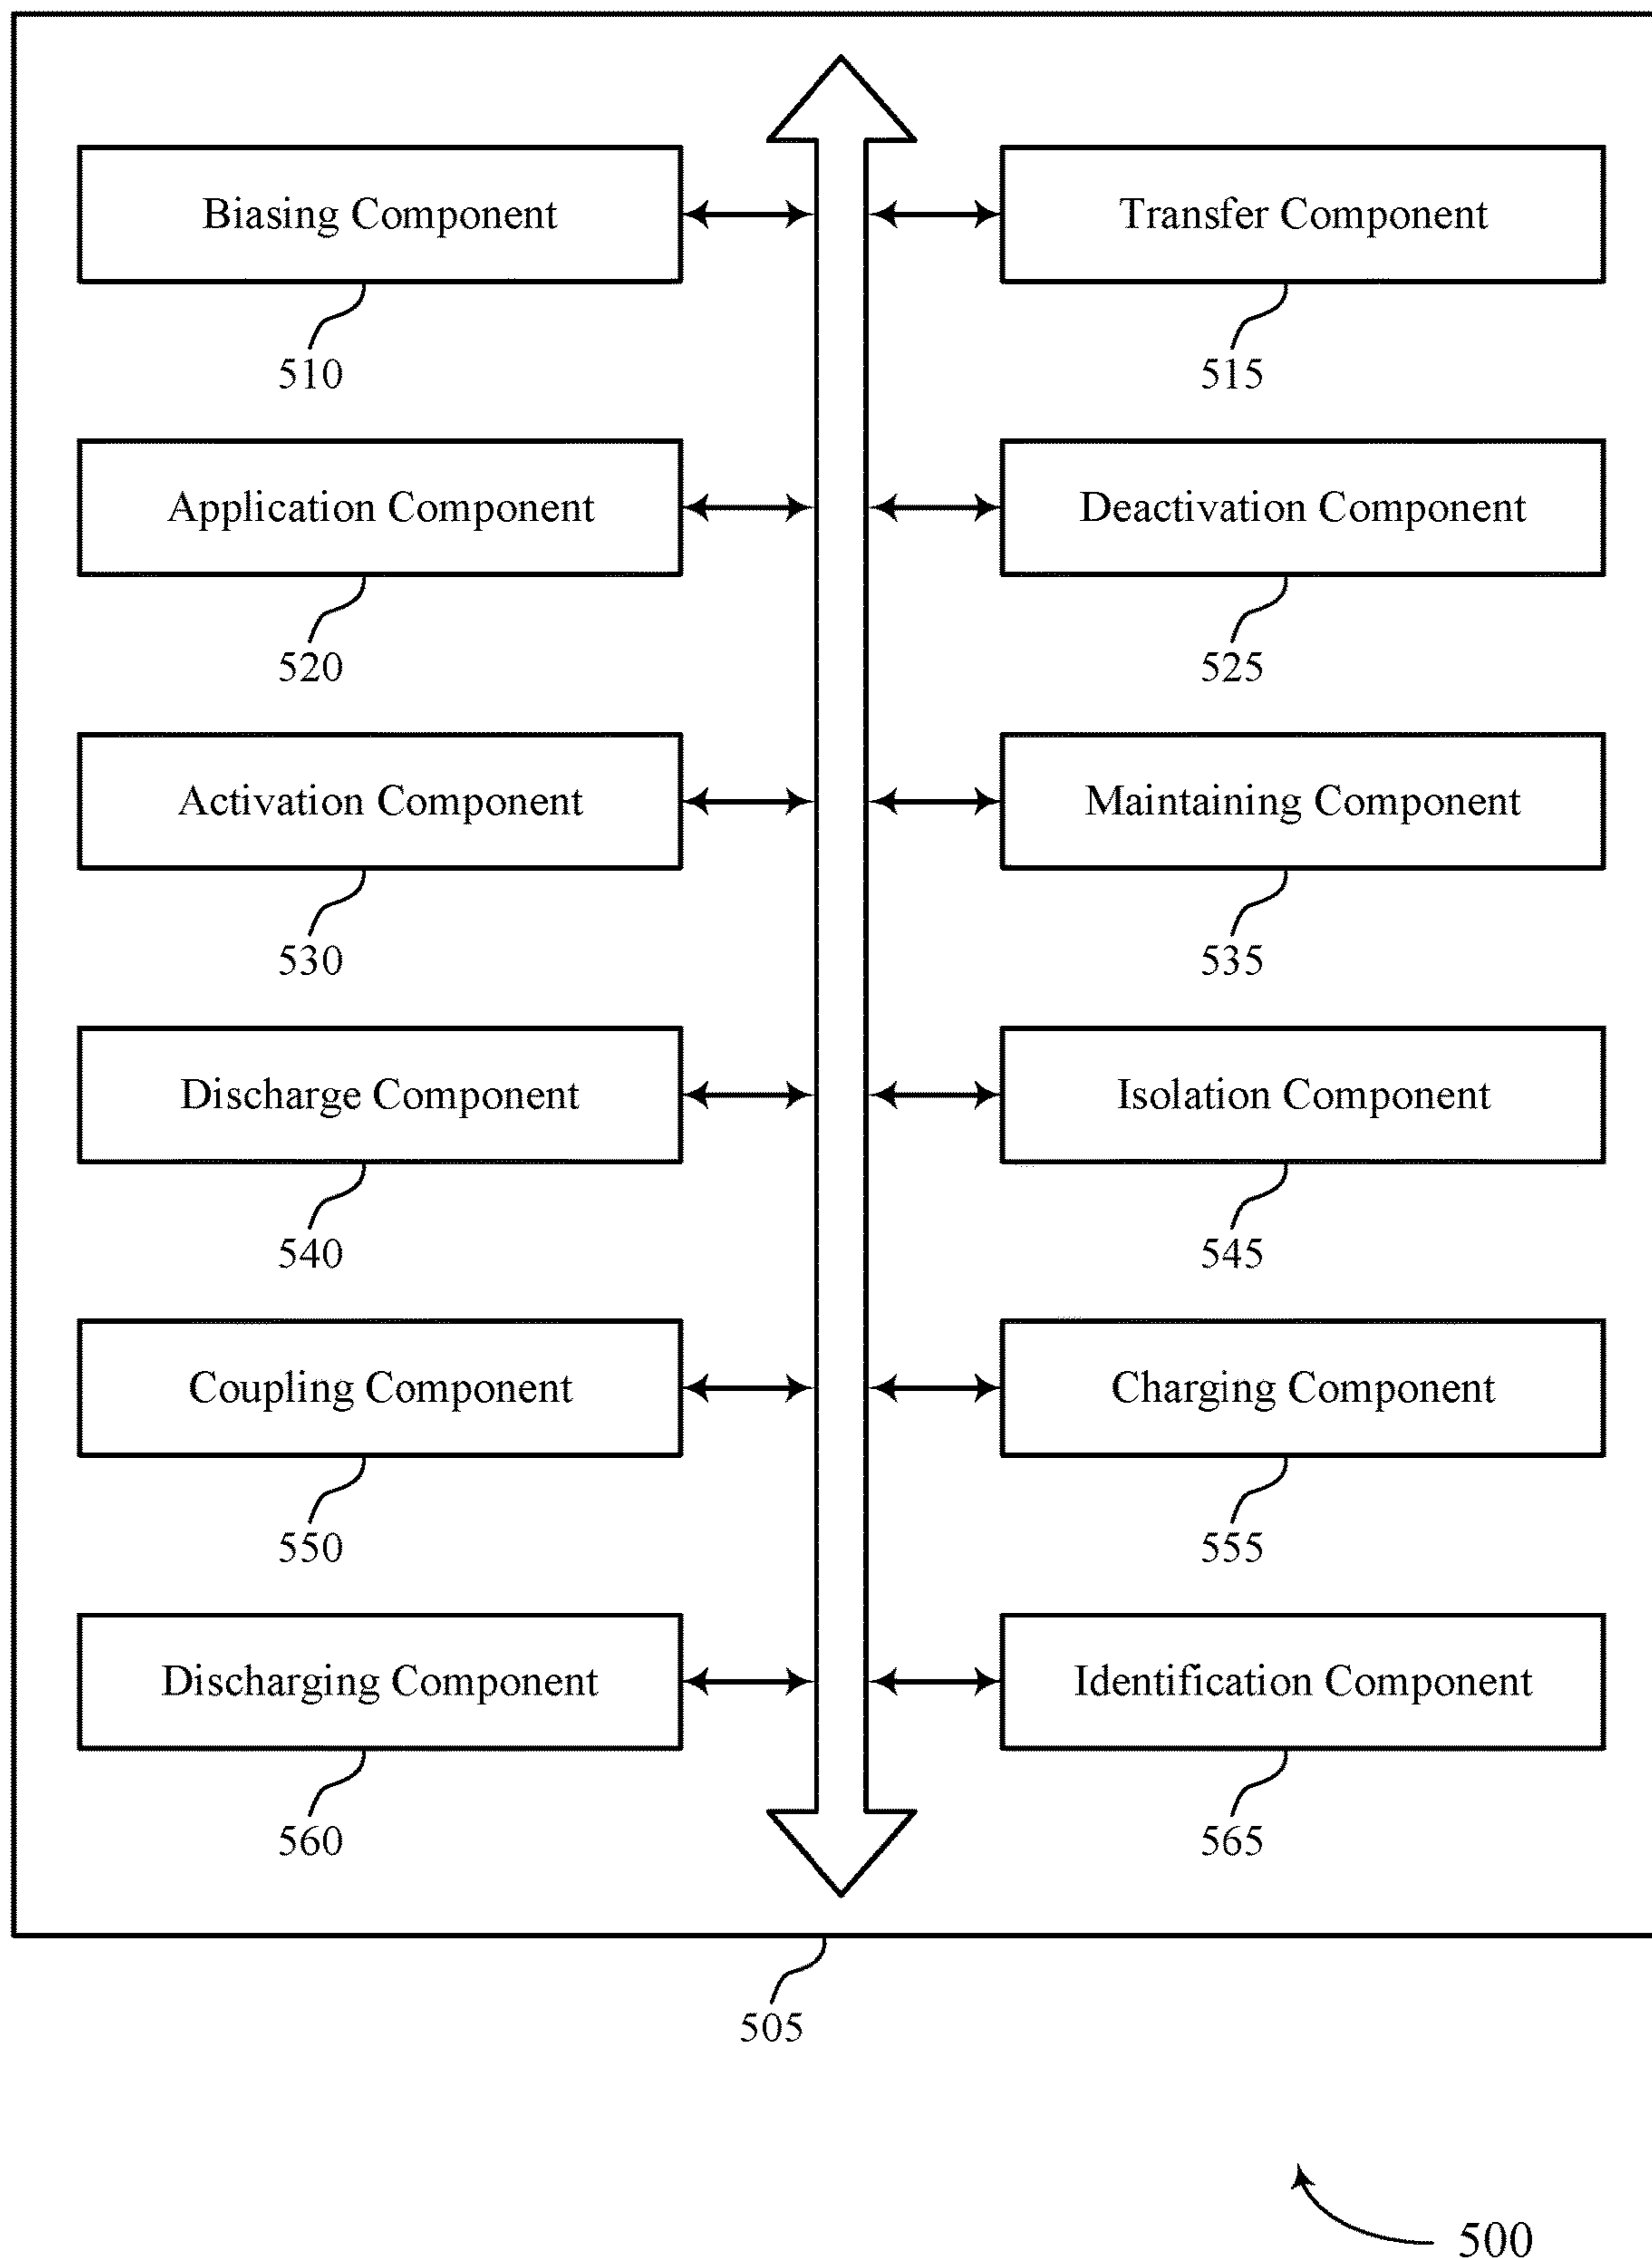 Biasing Component
Transfer Component
510
515
Application Component
Deactivation Component
520
525
Activation Component
Maintaining Component
530
535
Discharge Component
Isolation Component
540
545
Coupling Component
Charging Component
550
555
Discharging Component
Identification Component
560
565
505
500